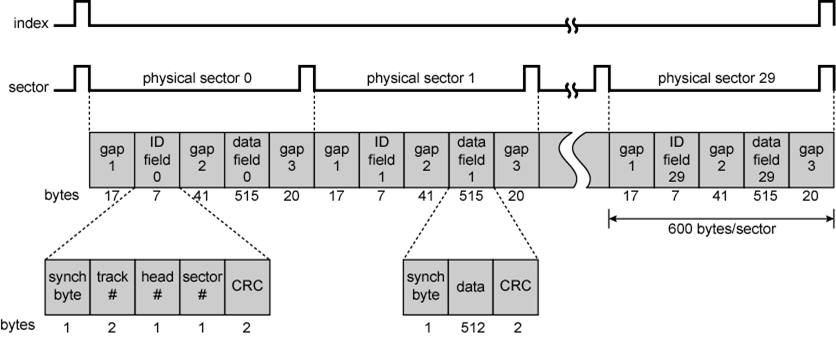 index
sector
physical sector 0
physical sector 1
physical sector 29
gap
1
ID
field
0
gap
2
data
field
0
gap
3
gap
1
ID
field
1
gap
2
data
field
1
gap
3
gap
1
ID
field
29
gap
2
data
field
29
gap
3
bytes 17 7 41 515 20 17 7 41 515 20 17 7 41 515 20
600 bytes/sector
synch
byte
track
#
head
#
sector
#
CRC
synch
byte
data
CRC
bytes 1 2 1 1 2 1 512 2